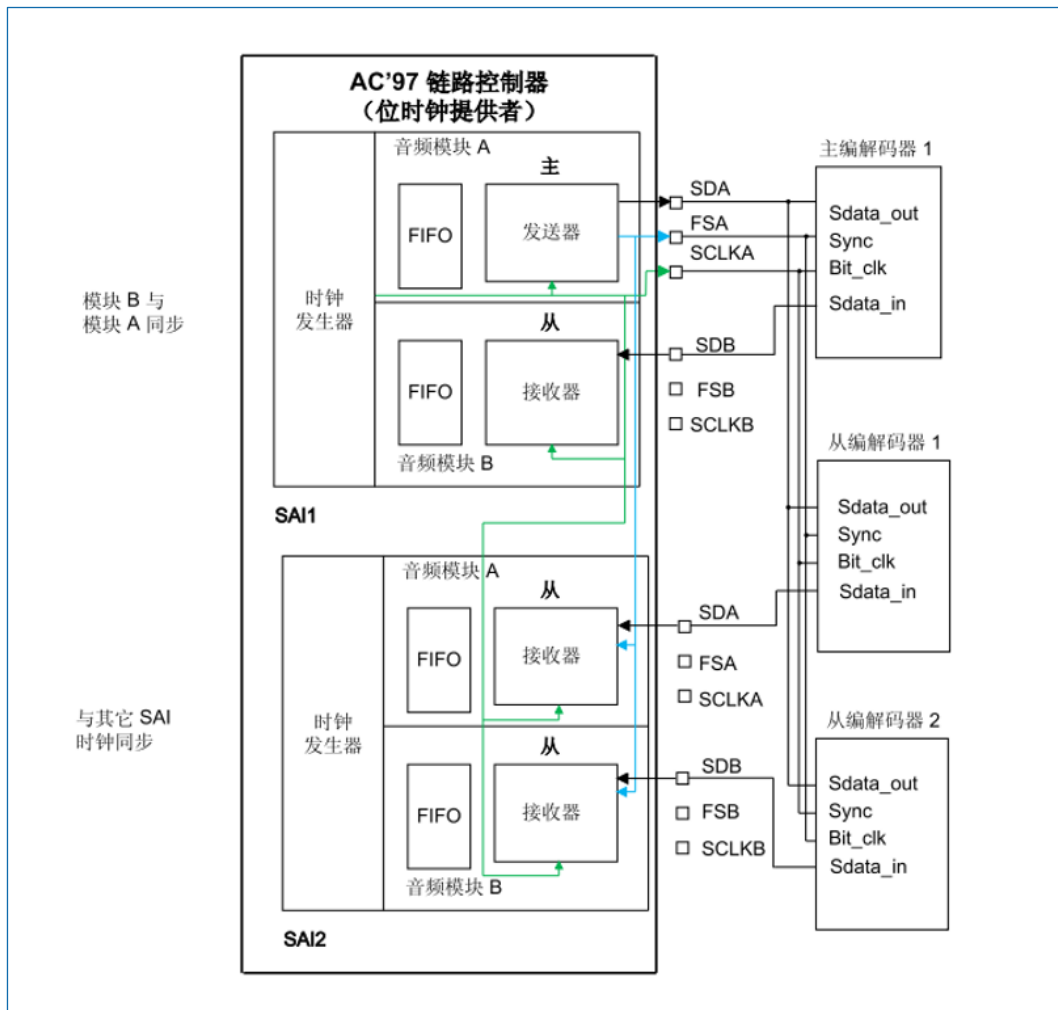 AC’97 链路控制器
（位时钟提供者）
音频模块 A
主
FIFO
发送器
时钟
发生器
从
FIFO
接收器
音频模块 B
SAI1
模块 B 与
模块 A 同步
SDA
FSA
SCLKA
SDB
FSB
SCLKB
主编解码器 1
Sdata_out
Sync
Bit_clk
Sdata_in
从编解码器 1
Sdata_out
Sync
Bit_clk
Sdata_in
音频模块 A
从
FIFO
接收器
时钟
发生器
从
FIFO
接收器
音频模块 B
SAI2
与其它 SAI
时钟同步
SDA
FSA
SCLKA
SDB
FSB
SCLKB
从编解码器 2
Sdata_out
Sync
Bit_clk
Sdata_in